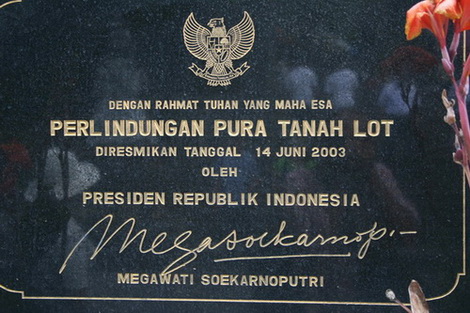 DENGAN RAHMAT TUHAN YANG MAHA ESA
PERLINDUNGAN PURA TANAH LOT
DIRESMIKAN TANGGAL 14 JUNI 2003
OLEH
PRESIDEN REPUBLIK INDONESIA
Megasoekarnop.-
MEGAWATI SOEKARNOPUTRI